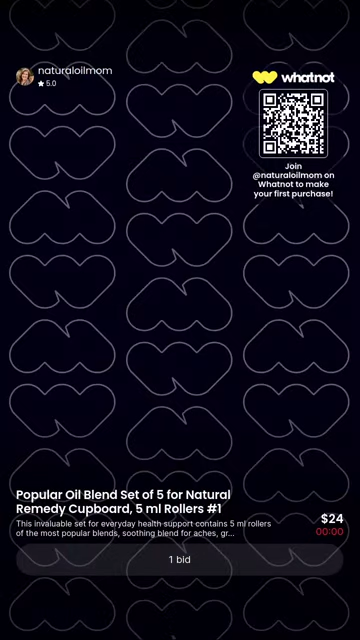 naturaloilmom
5.0
whatnot
Join
@naturaloilmom on
Whatnot to make
your first purchase!
Popular Oil Blend Set of 5 for Natural
Remedy Cupboard, 5 ml Rollers #1
$24
This invaluable set for everyday health support contains 5 ml rollers
of the most popular blends, soothing blend for aches, gr...
00:00
1 bid